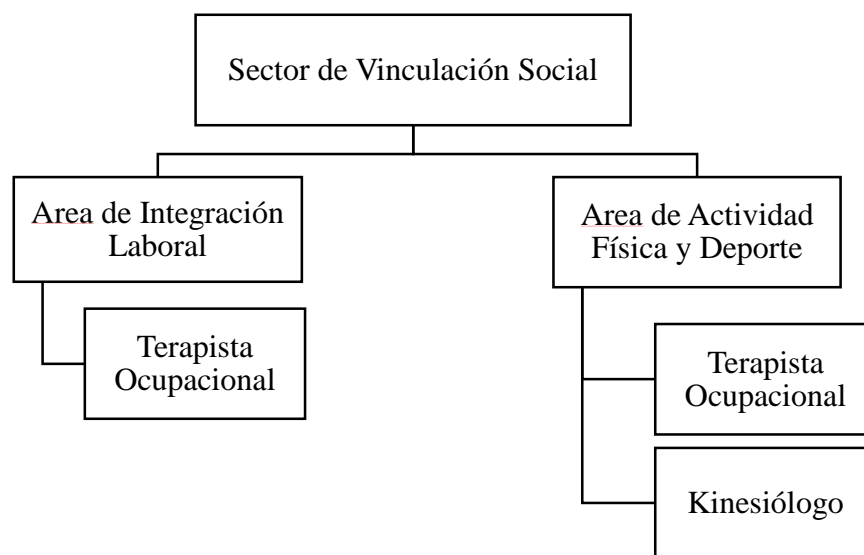 Sector de Vinculación Social
Area de Integración
Laboral
Area de Actividad
Física y Deporte
Terapista
Ocupacional
Terapista
Ocupacional
Kinesiólogo